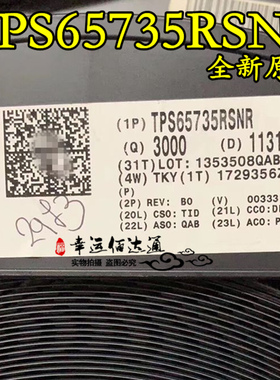 TPS65735RSN
全新原
(1P) TPS65735RSNR
(Q) 3000 (D) 1131
(31T) LOT: 1353508QAB
(4W) TKY(1T) 1729356
(P)
(2P) REV: B0 (V) 00333
(20L) CSO: TID (21L) CCO:
(22L) ASO: QAB (23L) ACO:
2983
幸运佰达通
实物拍摄 盗图必究